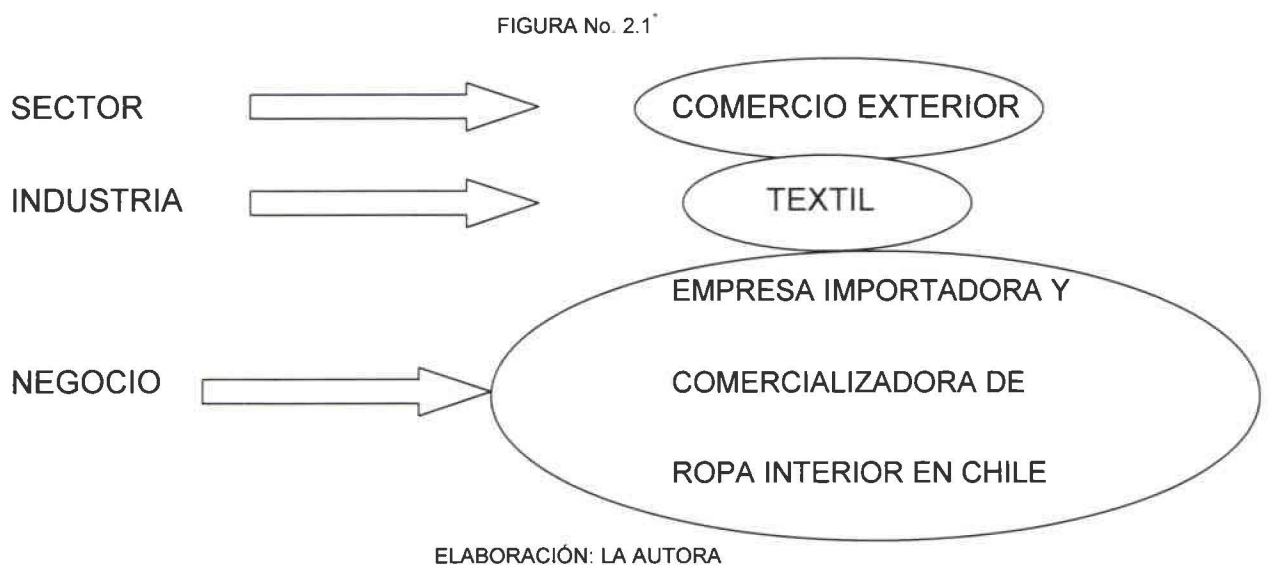 FIGURA No. 2.1*
SECTOR
COMERCIO EXTERIOR
INDUSTRIA
TEXTIL
EMPRESA IMPORTADORA Y
NEGOCIO
COMERCIALIZADORA DE
ROPA INTERIOR EN CHILE
ELABORACIÓN: LA AUTORA